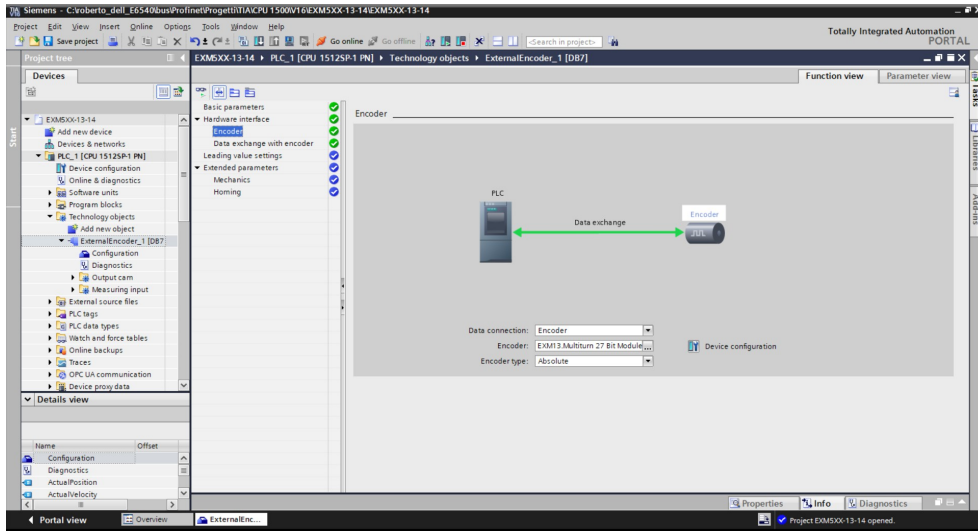 Siemens - C:\roberto_dell_E6540\bus\Profinet\Progetti\TIA\CPU 1500\V16\EXM5XX-13-14\EXM5XX-13-14
Project Edit View Insert Online Options Tools Window Help
Totally Integrated Automation
PORTAL
Save project Go online Go offline <Search in project>
Project tree
EXM5XX-13-14 PLC_1 [CPU 1512SP-1 PN] Technology objects ExternalEncoder_1 [DB7]
Devices
Function view Parameter view
Start
Tasks
Libraries
Add-ins
EXM5XX-13-14
Add new device
Devices & networks
PLC_1 [CPU 1512SP-1 PN]
Device configuration
Online & diagnostics
Software units
Program blocks
Technology objects
Add new object
ExternalEncoder_1 [DB7
Configuration
Diagnostics
Output cam
Measuring input
External source files
PLC tags
PLC data types
Watch and force tables
Online backups
Traces
OPC UA communication
Device proxy data
Basic parameters
Hardware interface
Encoder
Data exchange with encoder
Leading value settings
Extended parameters
Mechanics
Homing
Encoder
PLC
Data exchange
Encoder
Data connection: Encoder
Encoder: EXM13.Multiturn 27 Bit Module ...
Device configuration
Encoder type: Absolute
Details view
Name Offset
Configuration
Diagnostics
ActualPosition
ActualVelocity
Properties Info Diagnostics
Portal view Overview ExternalEnc...
Project EXM5XX-13-14 opened.